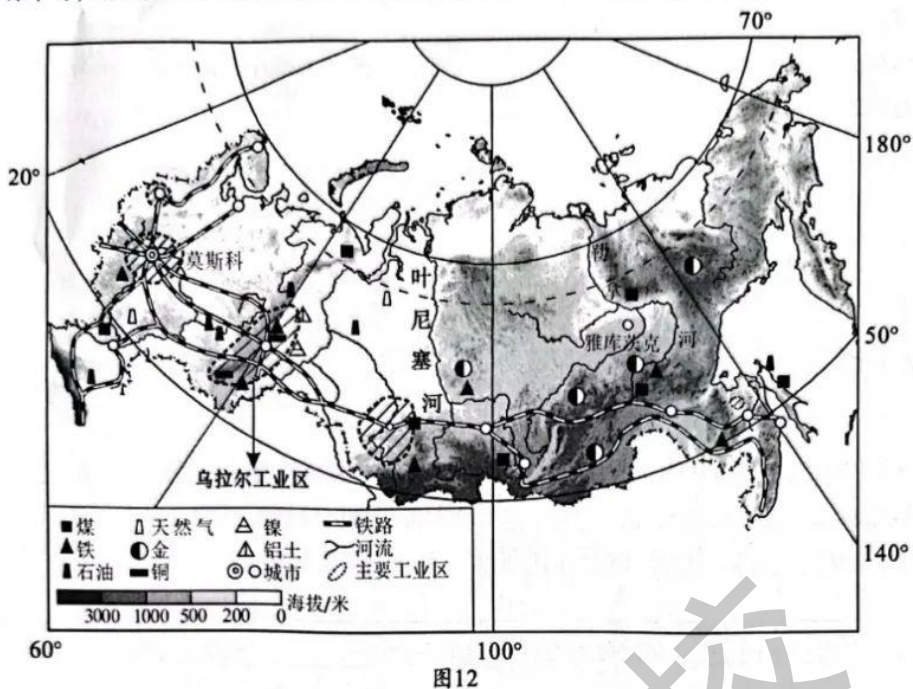 70°
180°
20°
莫斯科
叶
尼
塞
河
勒
雅库茨克
河
50°
乌拉尔工业区
140°
■煤
天然气
镍
铁路
▲铁
金
铝土
河流
石油
铜
城市
主要工业区
3000 1000 500 200 0 海拔/米
60°
100°
图12